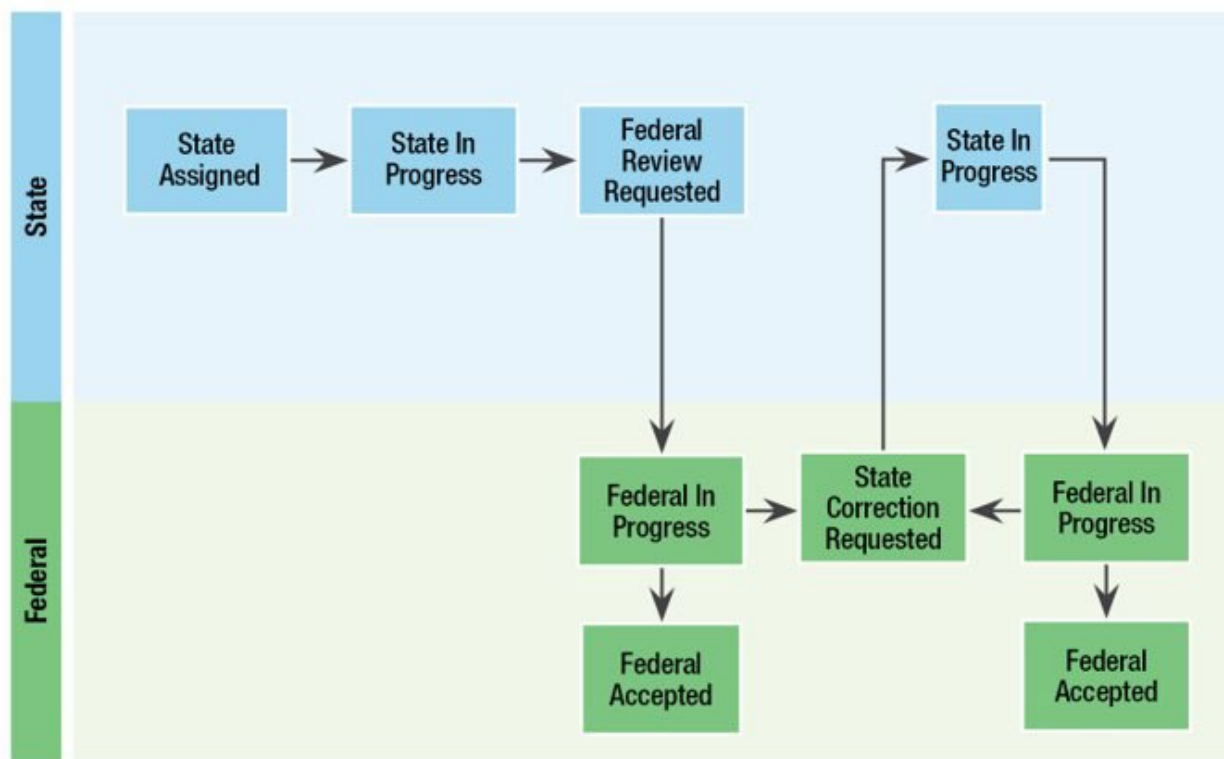 State
State
Assigned
State In
Progress
Federal
Review
Requested
State In
Progress
Federal
Federal In
Progress
State
Correction
Requested
Federal In
Progress
Federal
Accepted
Federal
Accepted